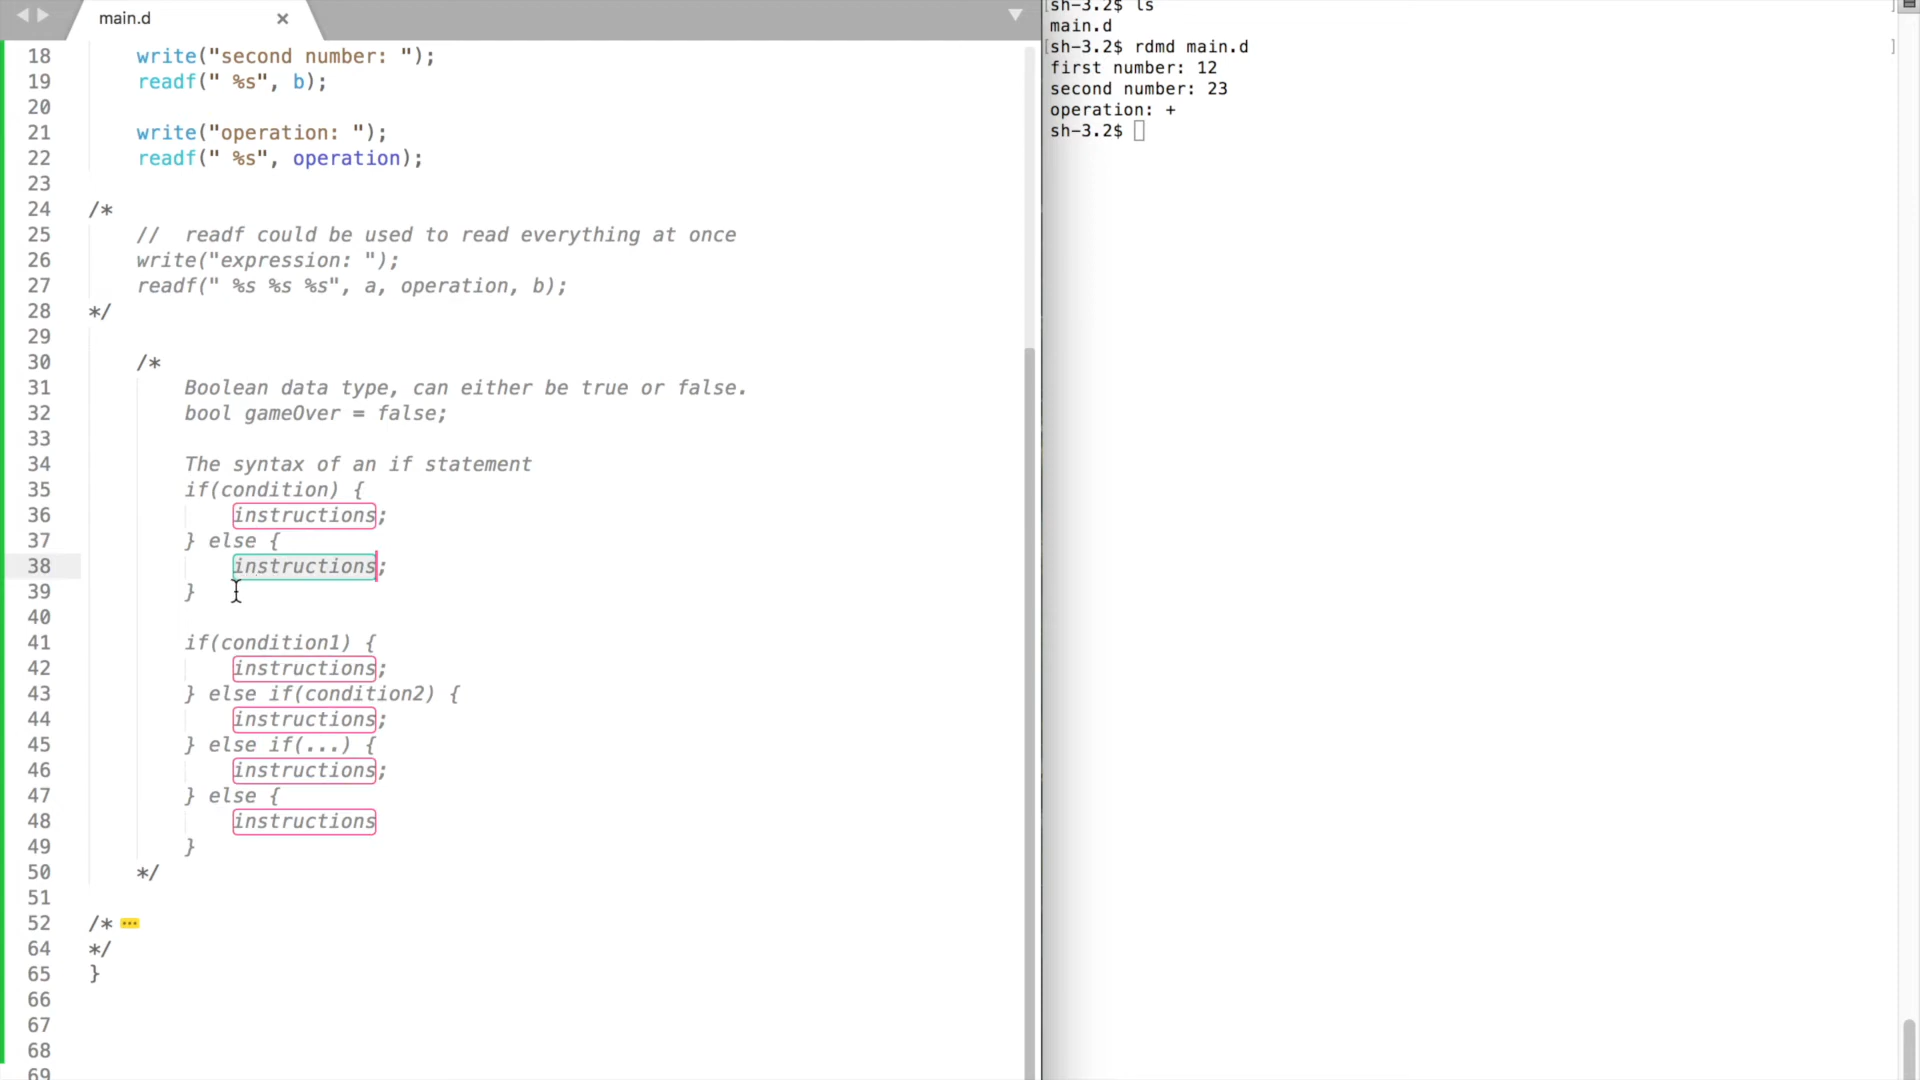 main.d
18 write("second number: ");
19 readf(" %s", b);
20
21 write("operation: ");
22 readf(" %s", operation);
23
24 /*
25 // readf could be used to read everything at once
26 write("expression: ");
27 readf(" %s %s %s", a, operation, b);
28 */
29
30 /*
31 Boolean data type, can either be true or false.
32 bool gameOver = false;
33
34 The syntax of an if statement
35 if(condition) {
36 instructions;
37 } else {
38 instructions;
39 }
40
41 if(condition1) {
42 instructions;
43 } else if(condition2) {
44 instructions;
45 } else if(...) {
46 instructions;
47 } else {
48 instructions
49 }
50 */
51
52 /* ...
64 */
65 }
66
67
68
69
[sh-3.2$ ls ]
main.d
[sh-3.2$ rdmd main.d ]
first number: 12
second number: 23
operation: +
sh-3.2$